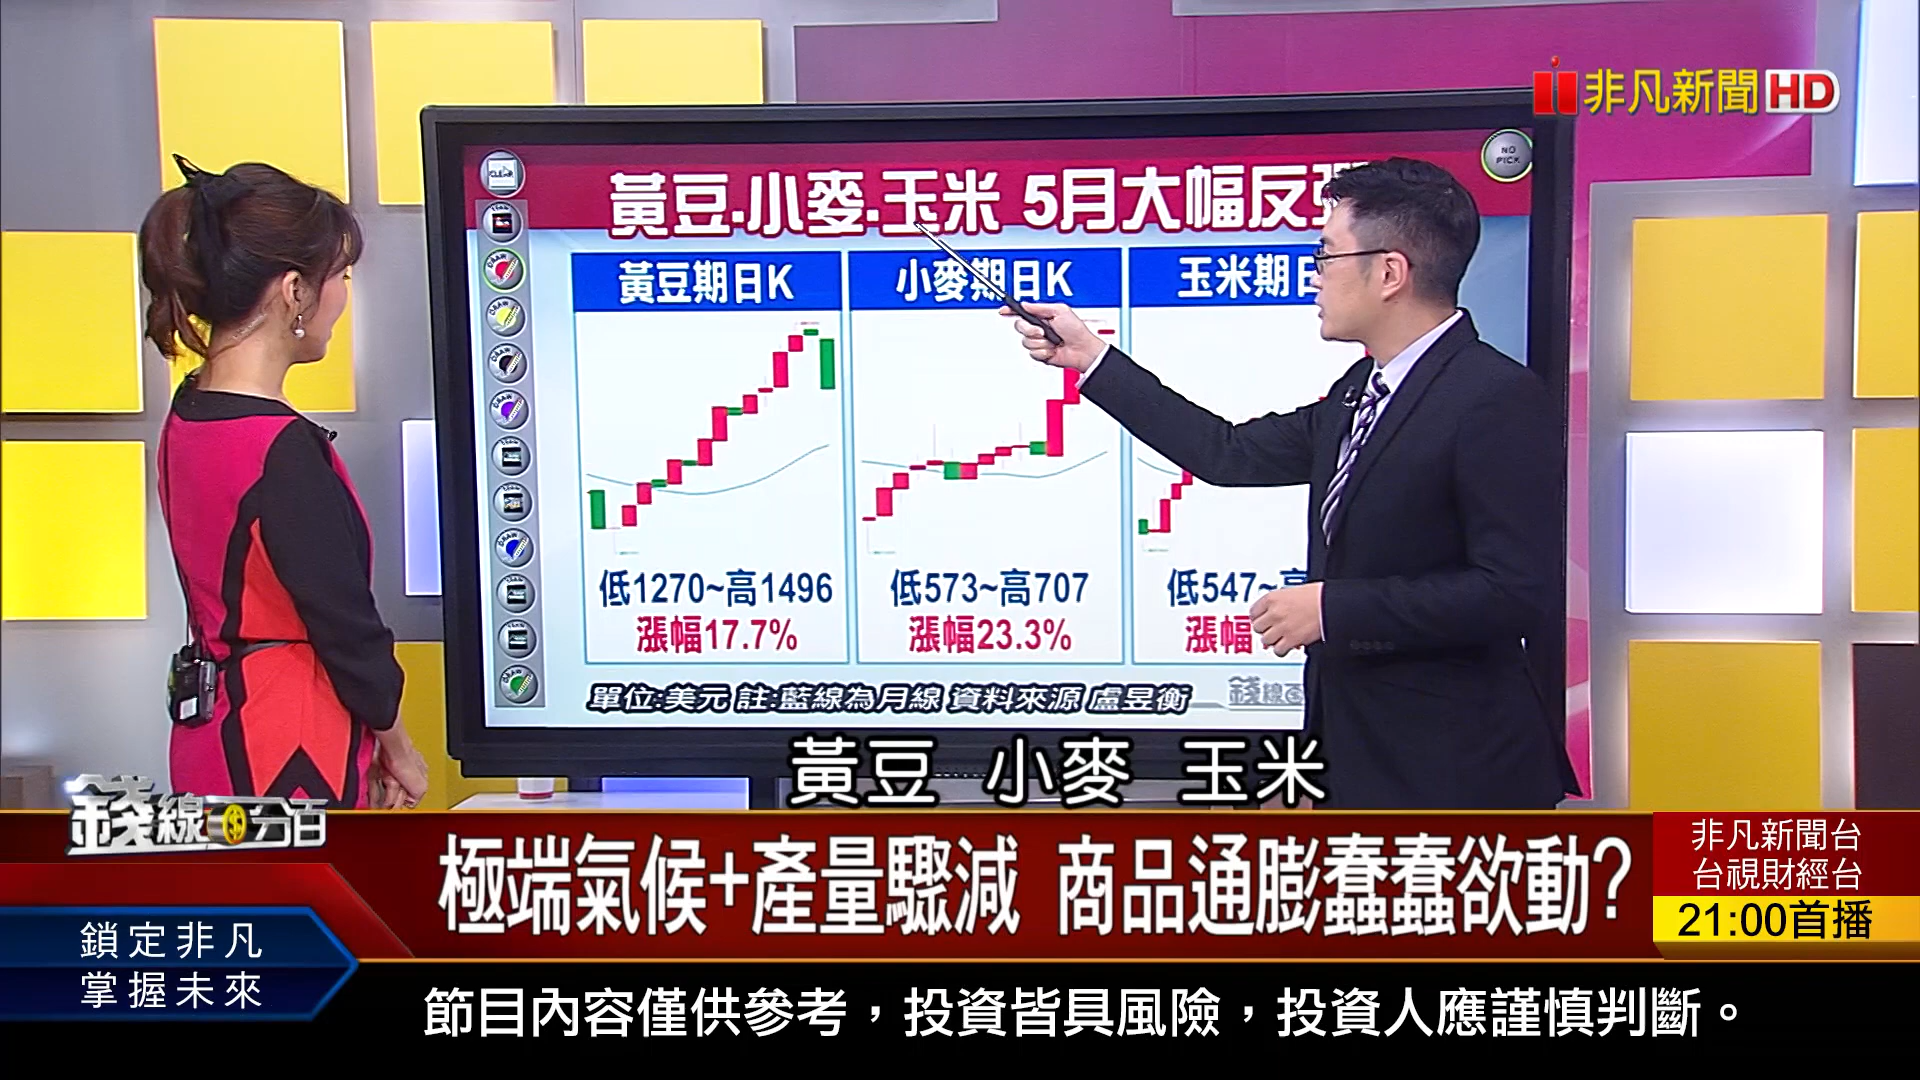 非凡新聞HD
NO PICK
CLEAR
黃豆.小麥.玉米 5月大幅反彈
黃豆期日K
小麥期日K
玉米期日
低1270~高1496
漲幅17.7%
低573~高707
漲幅23.3%
低547~高
漲幅
單位:美元 註:藍線為月線 資料來源 盧昱衡
黃豆 小麥 玉米
錢線百分百
極端氣候+產量驟減 商品通膨蠢蠢欲動?
非凡新聞台
台視財經台
21:00首播
鎖定非凡
掌握未來
節目內容僅供參考，投資皆具風險，投資人應謹慎判斷。